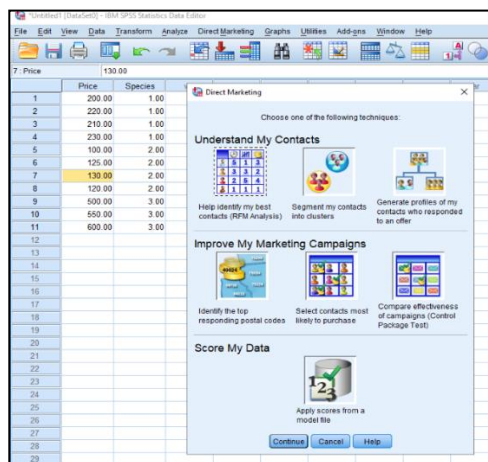 *Untitled1 [DataSet0] - IBM SPSS Statistics Data Editor
File Edit View Data Transform Analyze Direct Marketing Graphs Utilities Add-ons Window Help
7 : Price 130.00
Price Species
1 200.00 1.00
2 220.00 1.00
3 210.00 1.00
4 230.00 1.00
5 100.00 2.00
6 125.00 2.00
7 130.00 2.00
8 120.00 2.00
9 500.00 3.00
10 550.00 3.00
11 600.00 3.00
12
13
14
15
16
17
18
19
20
21
22
23
24
25
26
27
28
29
Direct Marketing
Choose one of the following techniques:
Understand My Contacts
Help identify my best
contacts (RFM Analysis)
Segment my contacts
into clusters
Generate profiles of my
contacts who responded
to an offer
Improve My Marketing Campaigns
Identify the top
responding postal codes
Select contacts most
likely to purchase
Compare effectiveness
of campaigns (Control
Package Test)
Score My Data
123
Apply scores from a
model file
Continue Cancel Help